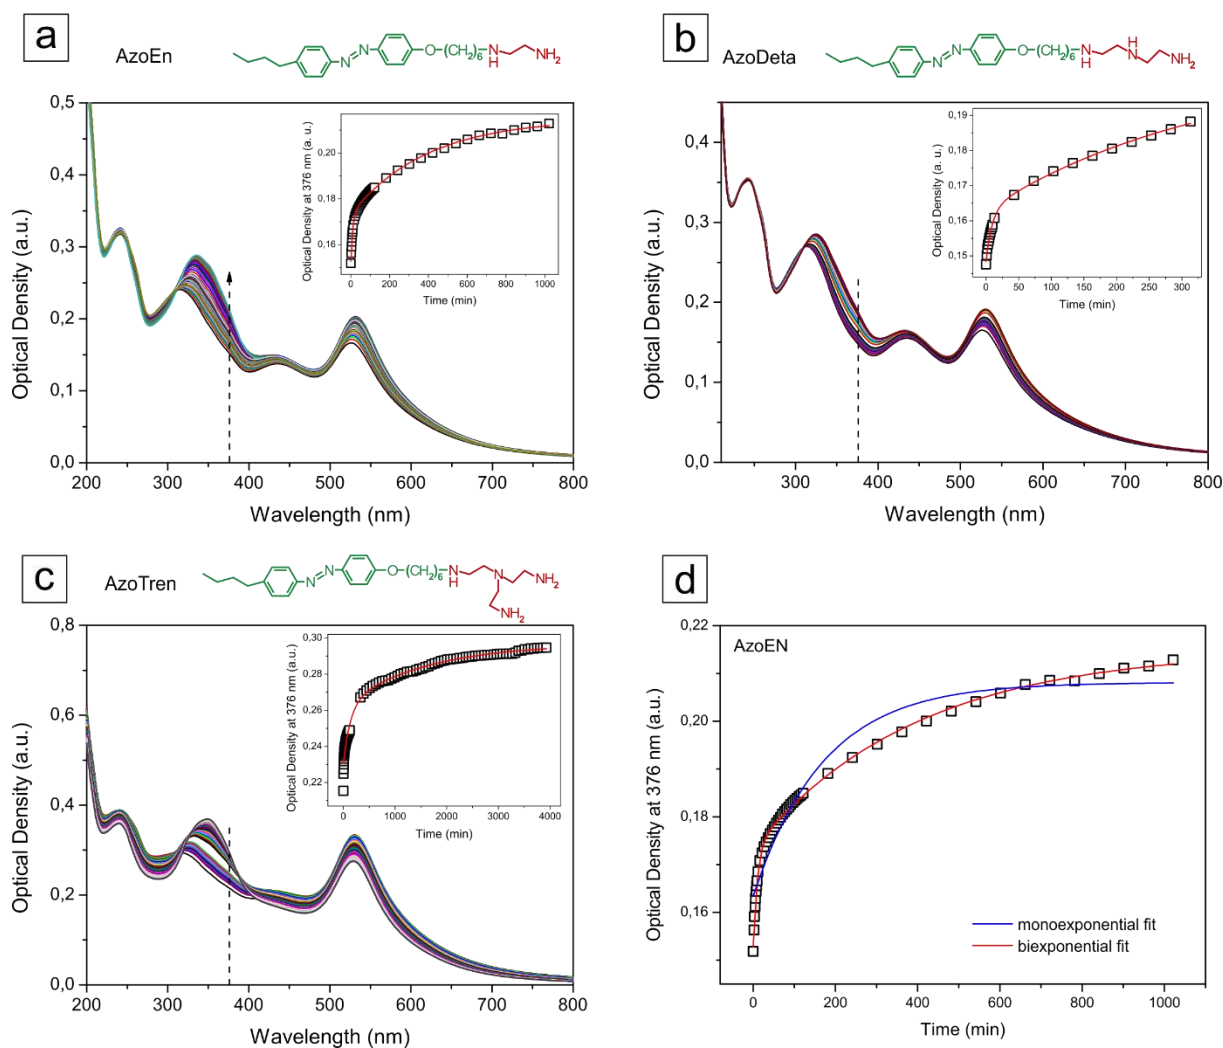 a
AzoEn
N=N
O-(CH₂)₆-N
H
NH₂
0,5
0,4
0,3
0,2
0,1
0,0
Optical Density (a.u.)
200 300 400 500 600 700 800
Wavelength (nm)
0,20
0,18
0,16
Optical Density at 376 nm (a. u.)
0 200 400 600 800 1000
Time (min)
b
AzoDeta
N=N
O-(CH₂)₆-N
H
H
N
NH₂
0,4
0,3
0,2
0,1
0,0
Optical Density (a.u.)
300 400 500 600 700 800
Wavelength (nm)
0,19
0,18
0,17
0,16
0,15
Optical Density (a. u.)
0 50 100 150 200 250 300
Time (min)
c
AzoTren
N=N
O-(CH₂)₆-N
H
N
NH₂
NH₂
0,8
0,6
0,4
0,2
0,0
Optical Density (a.u.)
200 300 400 500 600 700 800
Wavelength (nm)
0,30
0,28
0,26
0,24
0,22
Optical Density at 376 nm (a.u.)
0 1000 2000 3000 4000
Time (min)
d
AzoEN
0,22
0,20
0,18
0,16
Optical Density at 376 nm (a.u.)
monoexponential fit
biexponential fit
0 200 400 600 800 1000
Time (min)